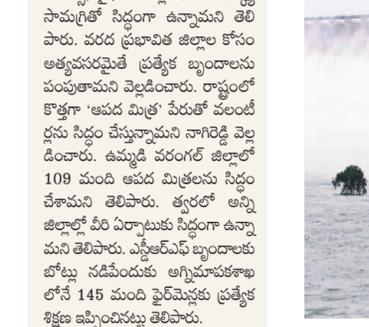 సామగ్రితో సిద్ధంగా ఉన్నామని తెలి
పారు. వరద ప్రభావిత జిల్లాల కోసం
అత్యవసరమైతే ప్రత్యేక బృందాలను
పంపుతామని వెల్లడించారు. రాష్ట్రంలో
కొత్తగా ‘ఆపద మిత్ర’ పేరుతో వలంటీ
ర్లను సిద్ధం చేస్తున్నామని నాగిరెడ్డి వెల్ల
డించారు. ఉమ్మడి వరంగల్ జిల్లాలో
109 మంది ఆపద మిత్రలను సిద్ధం
చేశామని తెలిపారు. త్వరలో అన్ని
జిల్లాల్లో వీరి ఏర్పాటుకు సిద్ధంగా ఉన్నా
మని తెలిపారు. ఎస్డీఆర్ఎఫ్ బృందాలకు
బోట్లు నడిపేందుకు అగ్నిమాపకశాఖ
లోనే 145 మంది ఫైర్‌మెన్లకు ప్రత్యేక
శిక్షణ ఇప్పించినట్టు తెలిపారు.